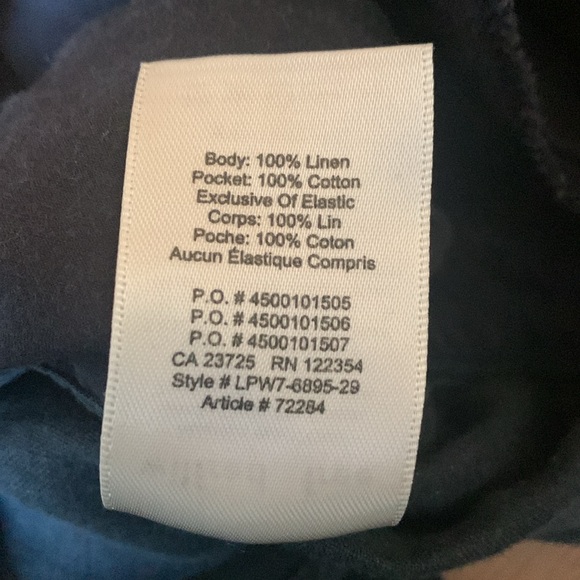 Body: 100% Linen
Pocket: 100% Cotton
Exclusive Of Elastic
Corps: 100% Lin
Poche: 100% Coton
Aucun Élastique Compris
P.O. # 4500101505
P.O. # 4500101506
P.O. # 4500101507
CA 23725 RN 122354
Style # LPW7-6895-29
Article # 72284